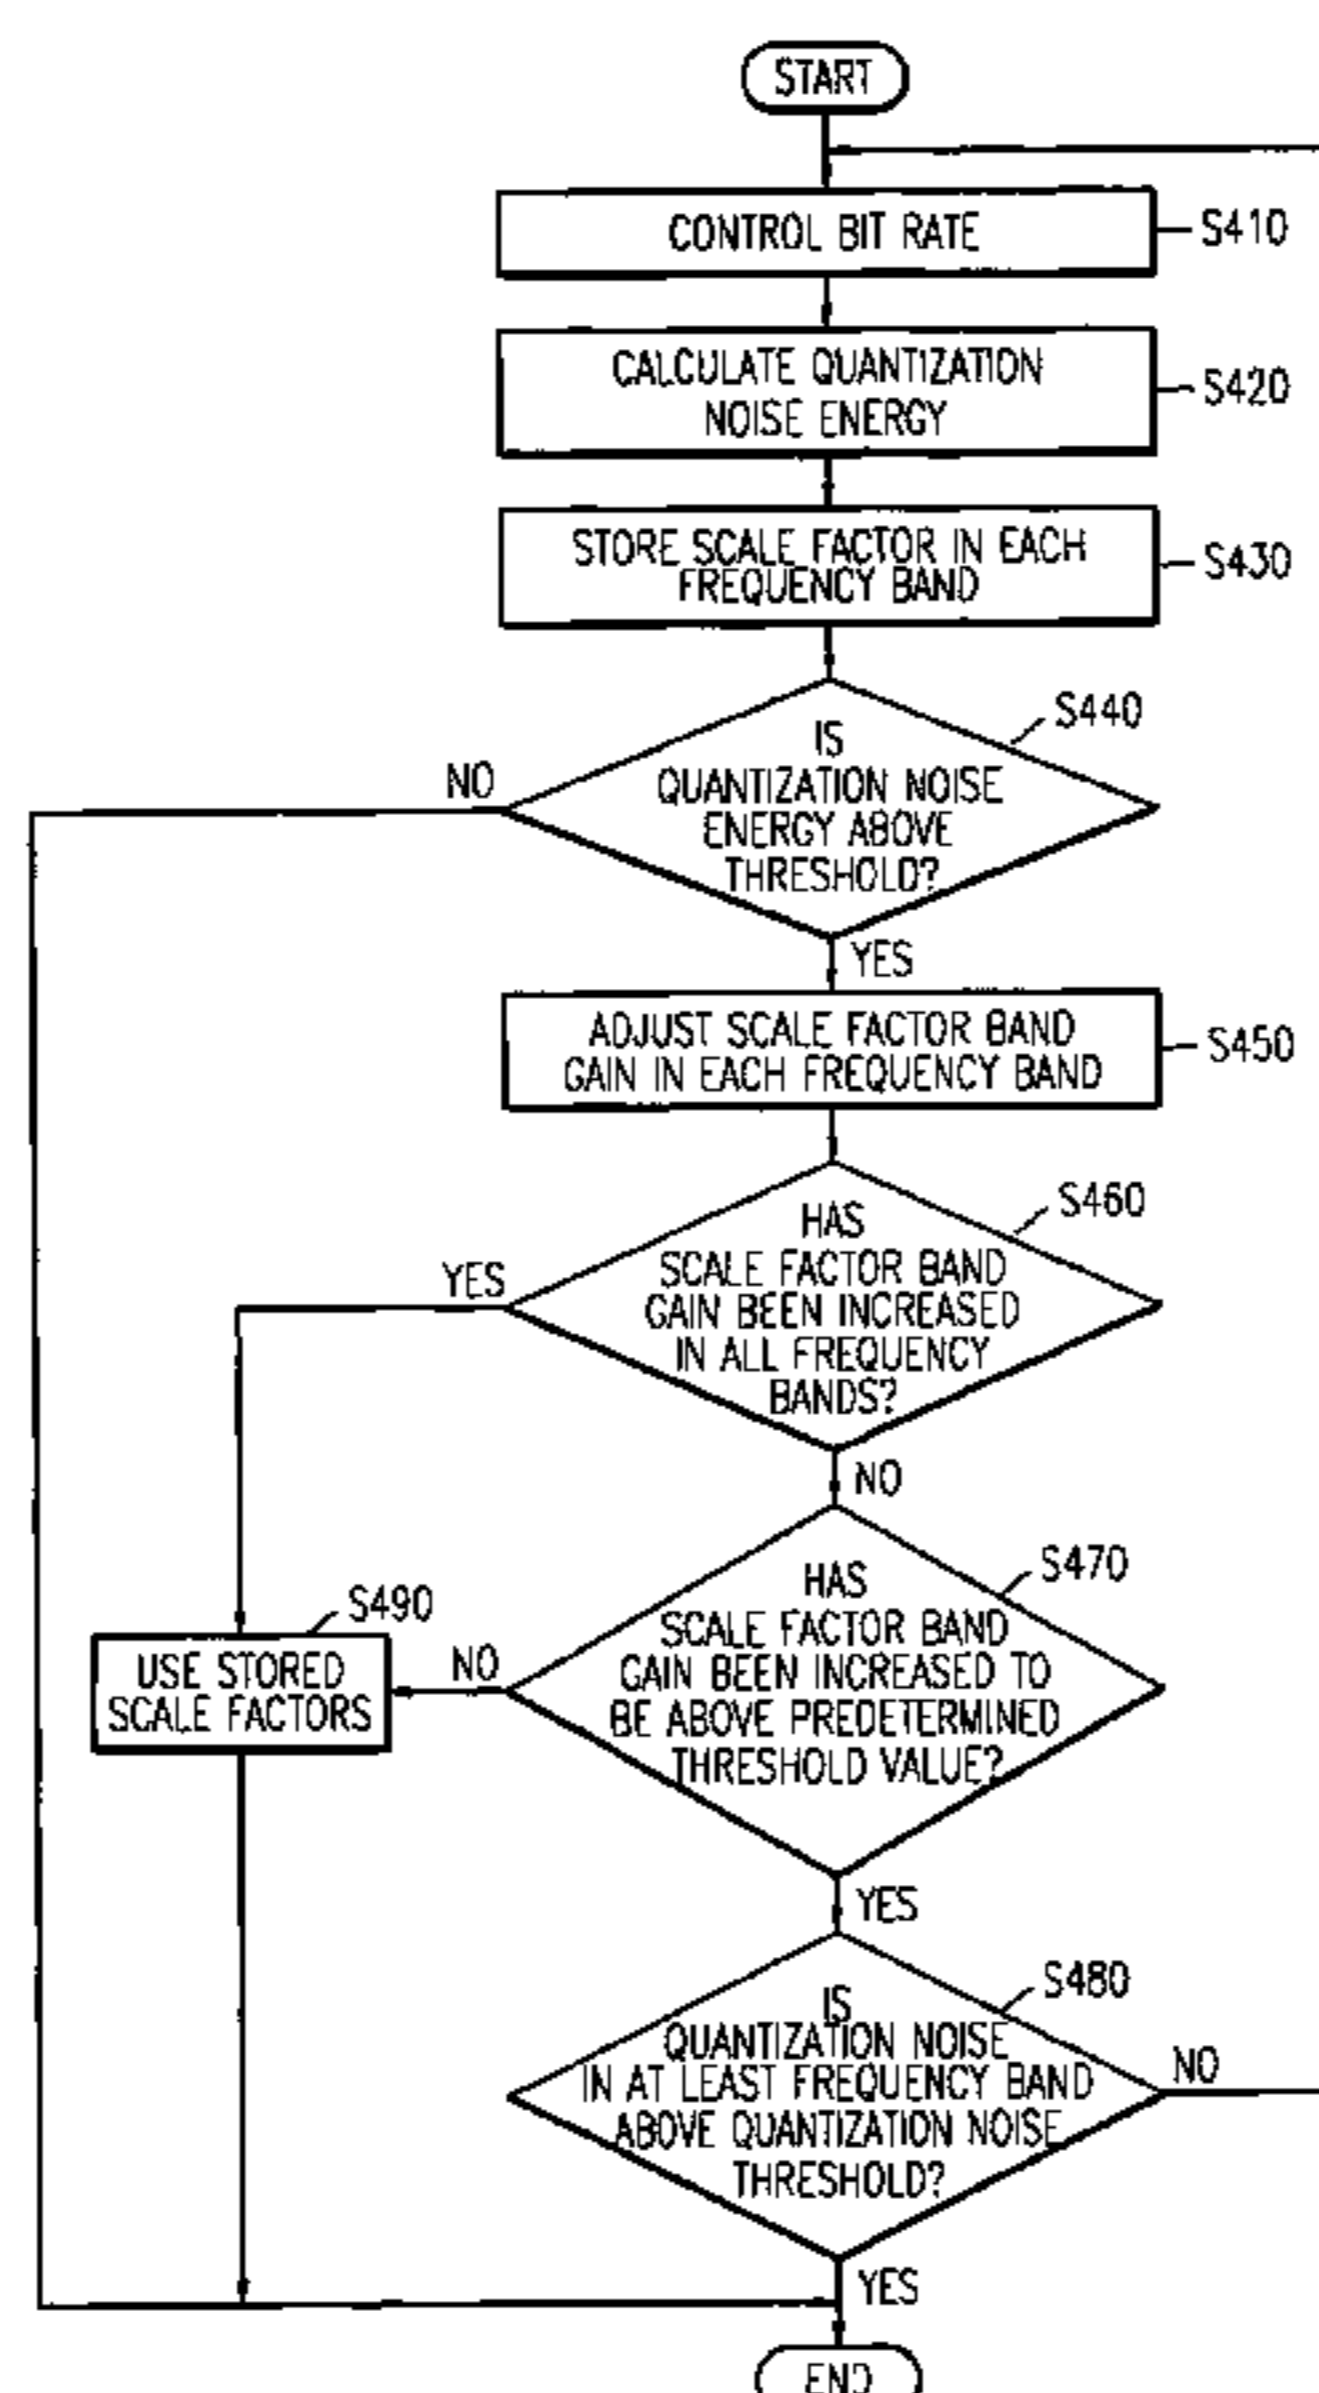 START
CONTROL BIT RATE
S410
CALCULATE QUANTIZATION
NOISE ENERGY
S420
STORE SCALE FACTOR IN EACH
FREQUENCY BAND
S430
S440
IS
QUANTIZATION NOISE
ENERGY ABOVE
THRESHOLD?
NO
YES
ADJUST SCALE FACTOR BAND
GAIN IN EACH FREQUENCY BAND
S450
S460
HAS
SCALE FACTOR BAND
GAIN BEEN INCREASED
IN ALL FREQUENCY
BANDS?
YES
NO
S470
HAS
SCALE FACTOR BAND
GAIN BEEN INCREASED TO
BE ABOVE PREDETERMINED
THRESHOLD VALUE?
NO
S490
USE STORED
SCALE FACTORS
YES
S480
IS
QUANTIZATION NOISE
IN AT LEAST FREQUENCY BAND
ABOVE QUANTIZATION NOISE
THRESHOLD?
NO
YES
END